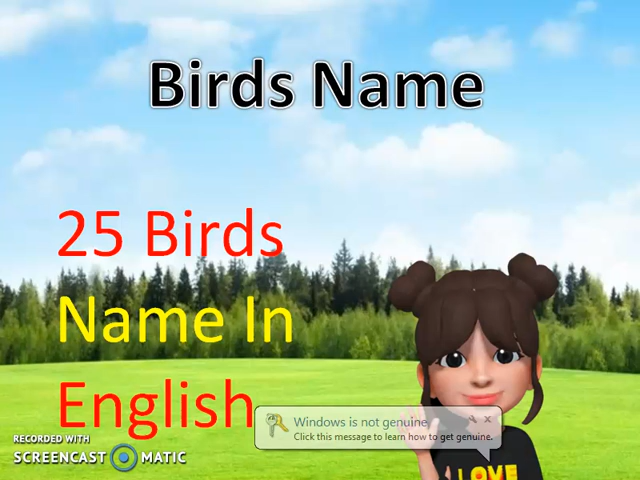 Birds Name
25 Birds
Name In
English
Windows is not genuine
Click this message to learn how to get genuine.
RECORDED WITH
SCREENCAST MATIC
I LOVE